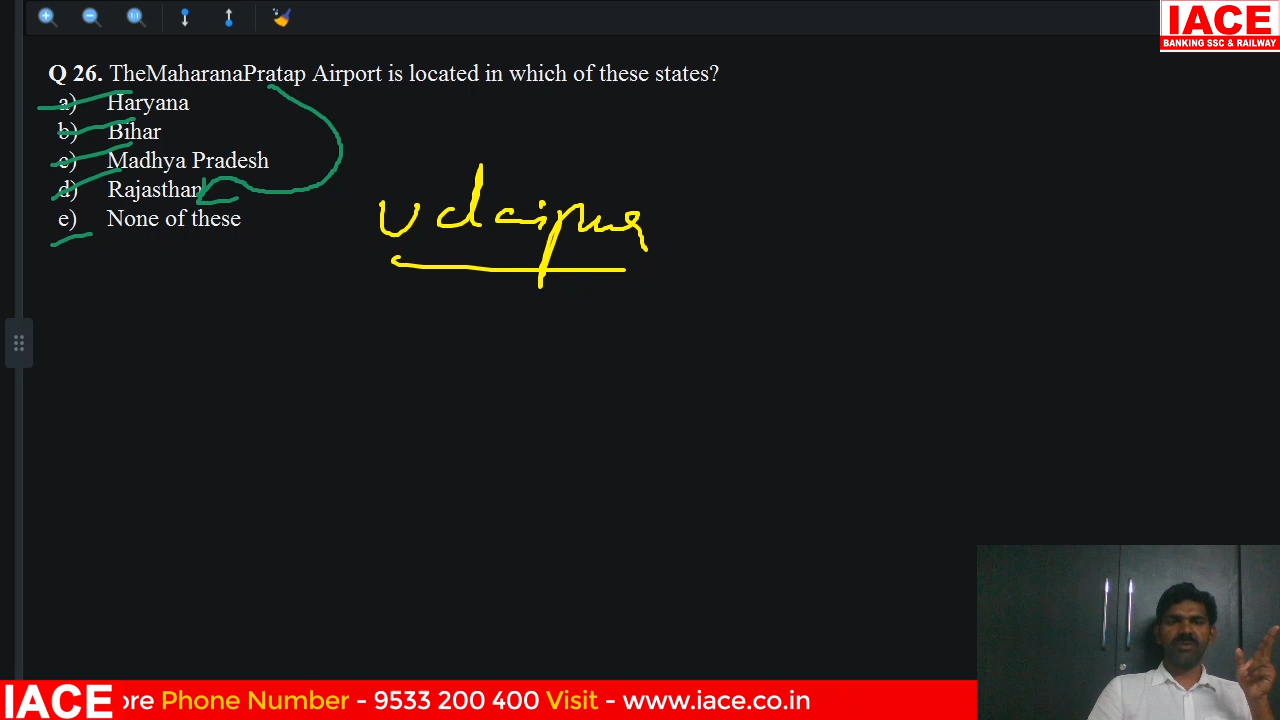 IACE
BANKING SSC & RAILWAY
Q 26. TheMaharanaPratap Airport is located in which of these states?
a) Haryana
b) Bihar
c) Madhya Pradesh
d) Rajasthan
e) None of these
Udaipur
IACE ore Phone Number - 9533 200 400 Visit - www.iace.co.in